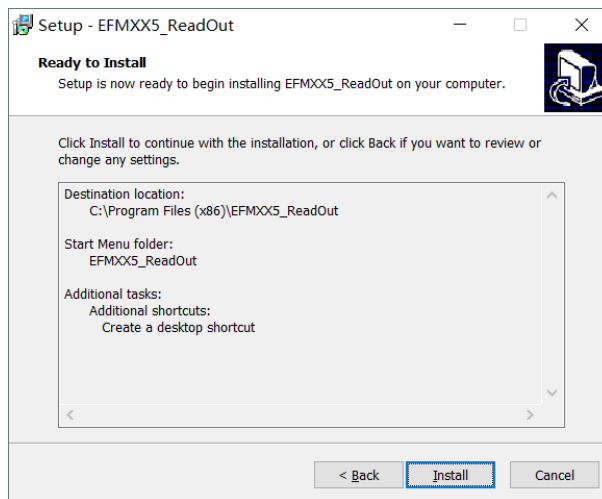 Setup - EFMXX5_ReadOut
Ready to Install
Setup is now ready to begin installing EFMXX5_ReadOut on your computer.
Click Install to continue with the installation, or click Back if you want to review or
change any settings.
Destination location:
C:\Program Files (x86)\EFMXX5_ReadOut
Start Menu folder:
EFMXX5_ReadOut
Additional tasks:
Additional shortcuts:
Create a desktop shortcut
< Back
Install
Cancel